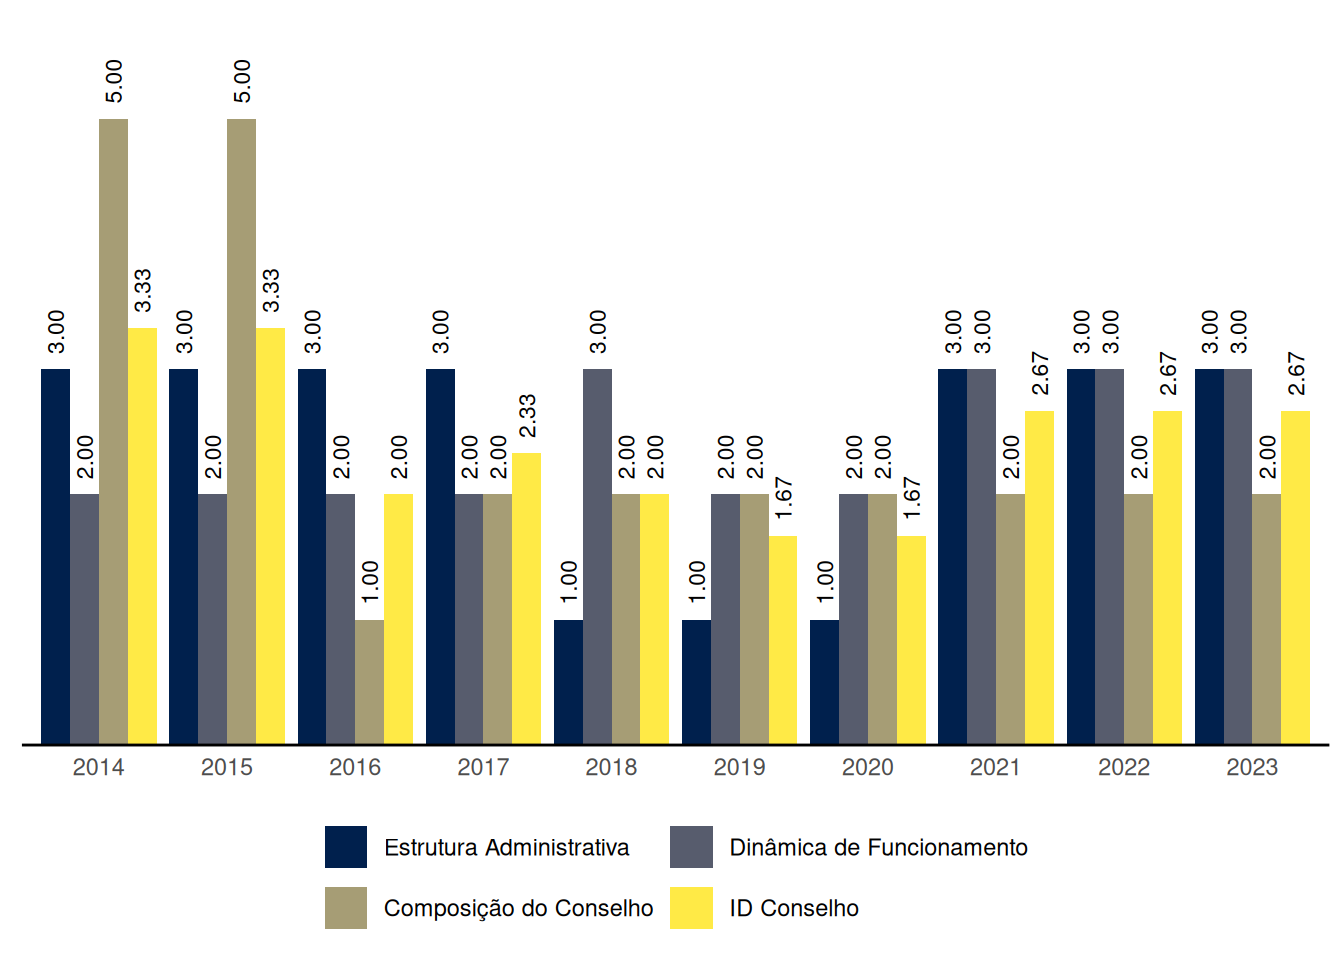 3.00 2.00 5.00 3.33
3.00 2.00 5.00 3.33
3.00 2.00 1.00 2.00
3.00 2.00 2.00 2.33
1.00 3.00 2.00 2.00
1.00 2.00 2.00 1.67
1.00 2.00 2.00 1.67
3.00 3.00 2.00 2.67
3.00 3.00 2.00 2.67
3.00 3.00 2.00 2.67
2014 2015 2016 2017 2018 2019 2020 2021 2022 2023
Estrutura Administrativa Dinâmica de Funcionamento
Composição do Conselho ID Conselho